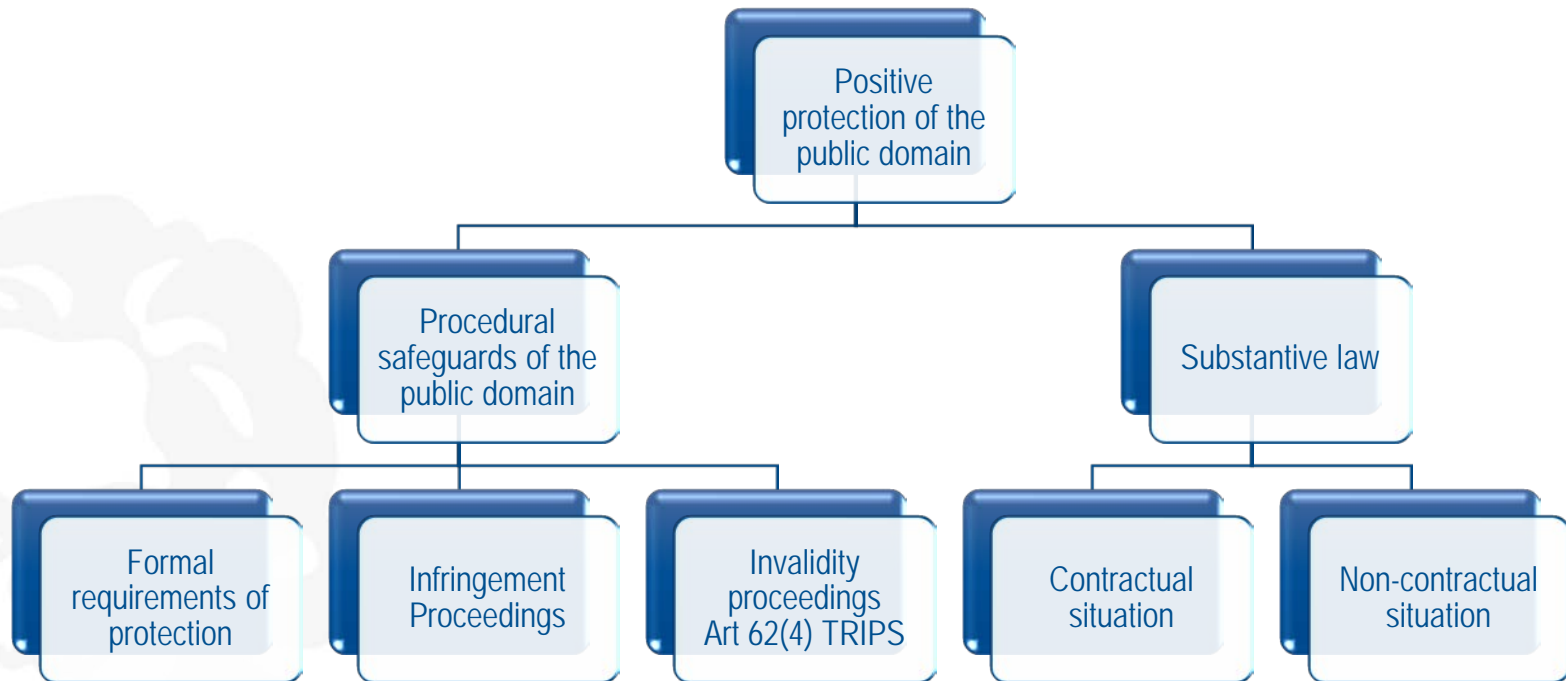 Positive
protection of the
public domain
Procedural
safeguards of the
public domain
Substantive law
Formal
requirements of
protection
Infringement
Proceedings
Invalidity
proceedings
Art 62(4) TRIPS
Contractual
situation
Non-contractual
situation